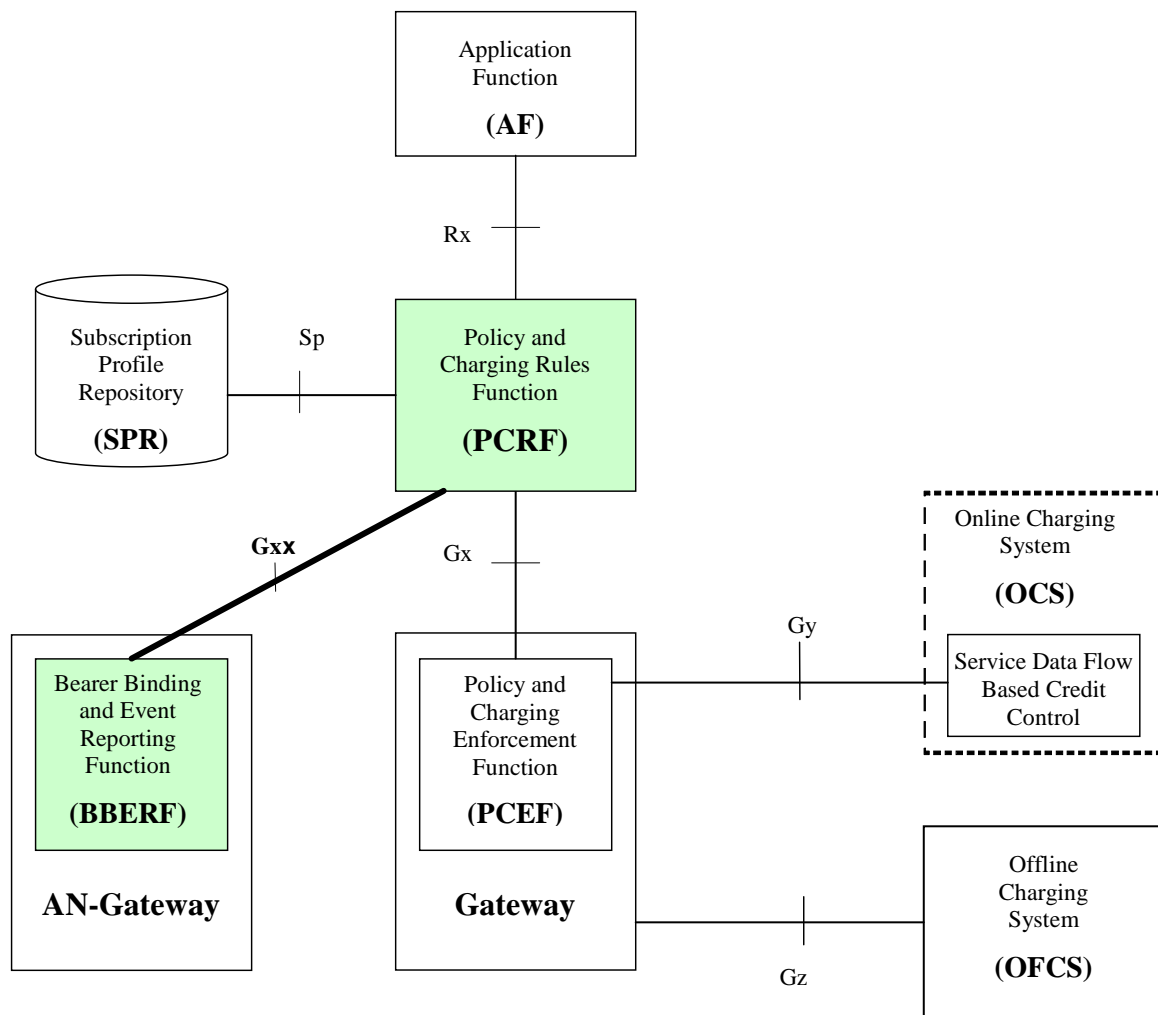 Application
Function
(AF)
Rx
Subscription
Profile
Repository
(SPR)
Sp
Policy and
Charging Rules
Function
(PCRF)
Gxx
Gx
Online Charging
System
(OCS)
Service Data Flow
Based Credit
Control
Gy
Bearer Binding
and Event
Reporting
Function
(BBERF)
AN-Gateway
Policy and
Charging
Enforcement
Function
(PCEF)
Gateway
Gz
Offline
Charging
System
(OFCS)